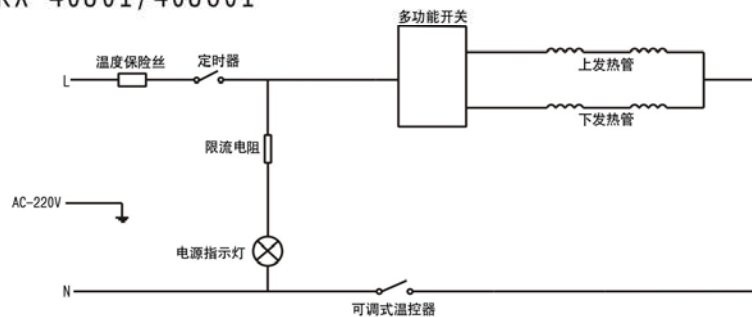 多功能开关
温度保险丝
定时器
上发热管
L
下发热管
限流电阻
AC-220V
电源指示灯
N
可调式温控器